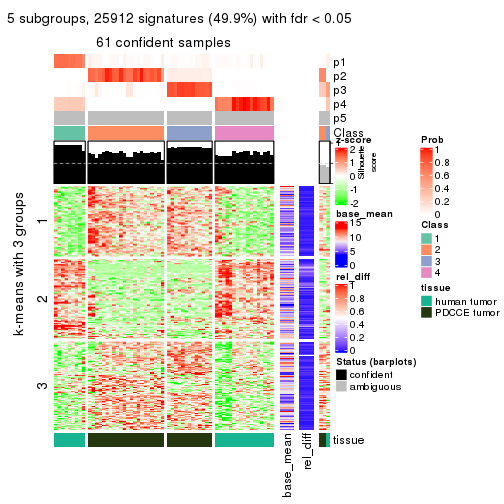 5 subgroups, 25912 signatures (49.9%) with fdr < 0.05
61 confident samples
p1
p2
p3
p4
p5
Class
Silhouette
score
k-means with 3 groups
1
2
3
base_mean
rel_diff
tissue
z-score
2
1
0
-1
-2
base_mean
15
10
5
0
rel_diff
1
0.8
0.6
0.4
0.2
0
Status (barplots)
confident
ambiguous
Prob
1
0.8
0.6
0.4
0.2
0
Class
1
2
3
4
tissue
human tumor
PDCCE tumor